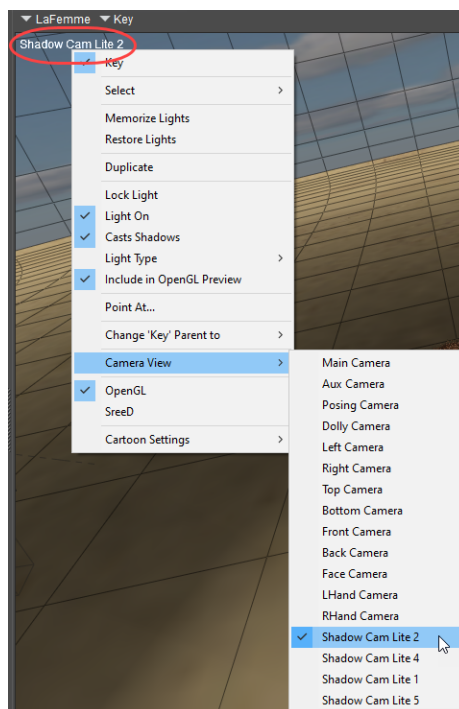 LaFemme Key
Shadow Cam Lite 2
Key
Select
Memorize Lights
Restore Lights
Duplicate
Lock Light
Light On
Casts Shadows
Light Type
Include in OpenGL Preview
Point At...
Change 'Key' Parent to
Camera View
OpenGL
SreeD
Cartoon Settings
Main Camera
Aux Camera
Posing Camera
Dolly Camera
Left Camera
Right Camera
Top Camera
Bottom Camera
Front Camera
Back Camera
Face Camera
LHand Camera
RHand Camera
Shadow Cam Lite 2
Shadow Cam Lite 4
Shadow Cam Lite 1
Shadow Cam Lite 5